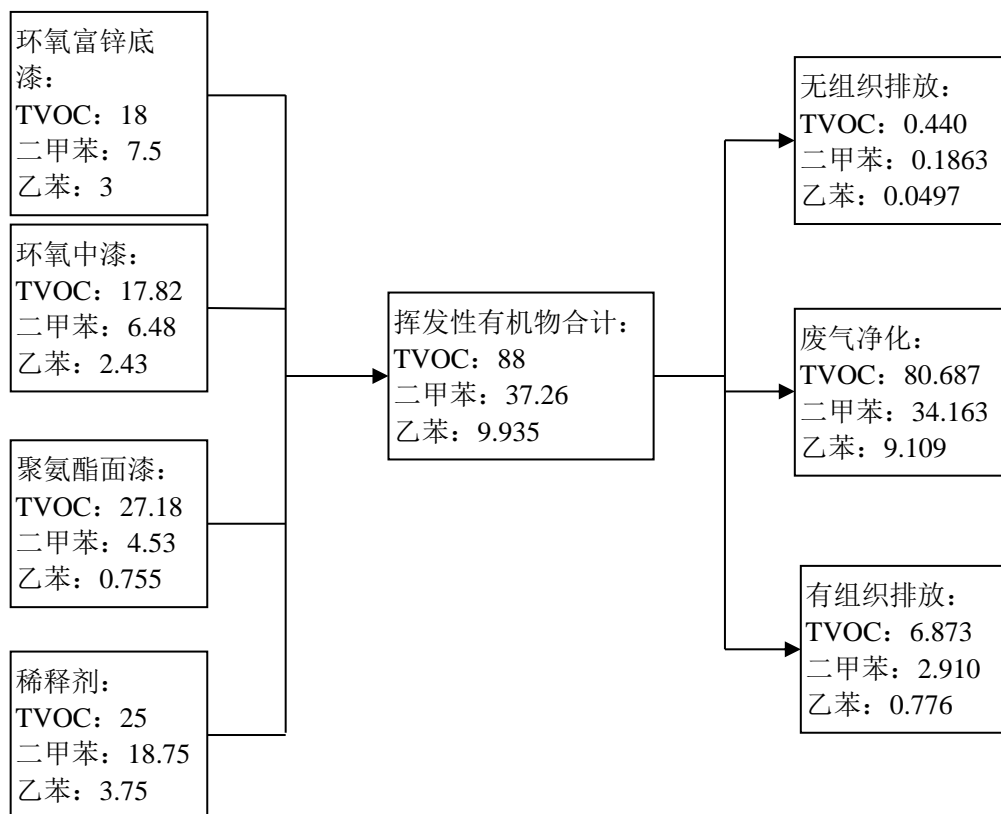 环氧富锌底
漆：
TVOC：18
二甲苯：7.5
乙苯：3
环氧中漆：
TVOC：17.82
二甲苯：6.48
乙苯：2.43
聚氨酯面漆：
TVOC：27.18
二甲苯：4.53
乙苯：0.755
稀释剂：
TVOC：25
二甲苯：18.75
乙苯：3.75
挥发性有机物合计：
TVOC：88
二甲苯：37.26
乙苯：9.935
无组织排放：
TVOC：0.440
二甲苯：0.1863
乙苯：0.0497
废气净化：
TVOC：80.687
二甲苯：34.163
乙苯：9.109
有组织排放：
TVOC：6.873
二甲苯：2.910
乙苯：0.776